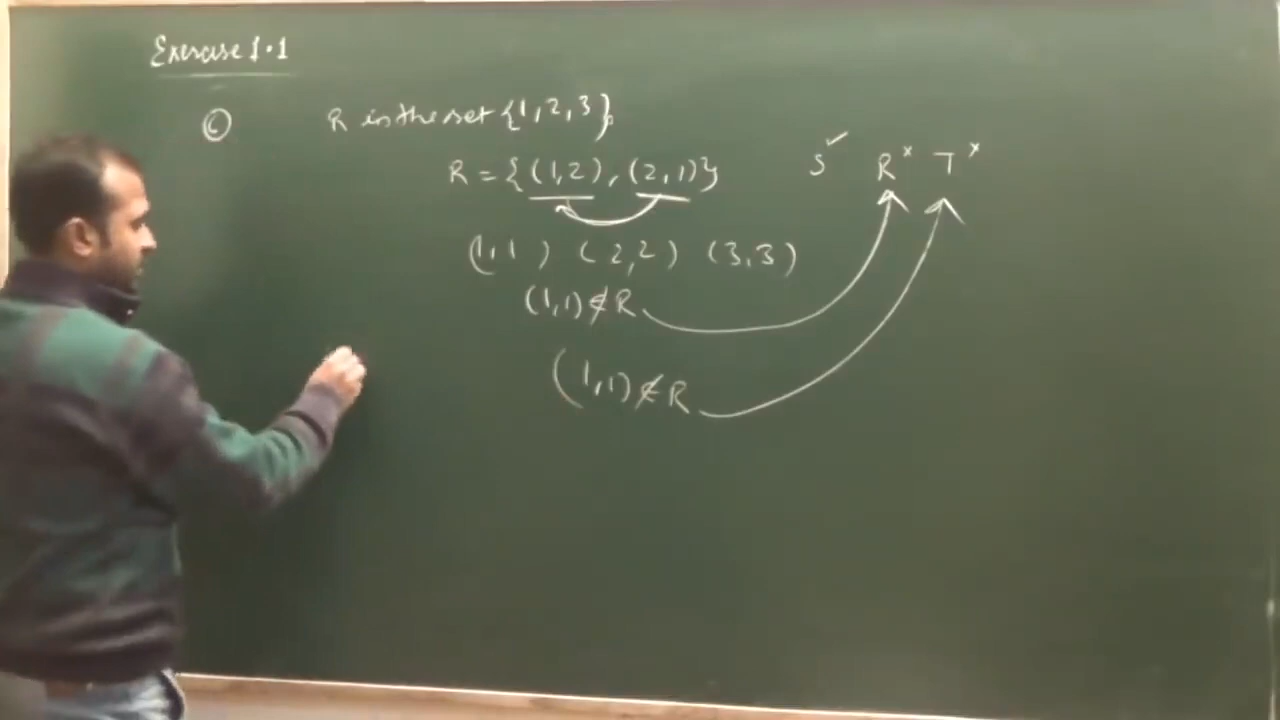 Exercise 1.1
6 R in the set {1,2,3},
R = {(1,2), (2,1)} S ✓ R × T ×
(1,1) (2,2) (3,3)
(1,1) ∉ R
(1,1) ∉ R